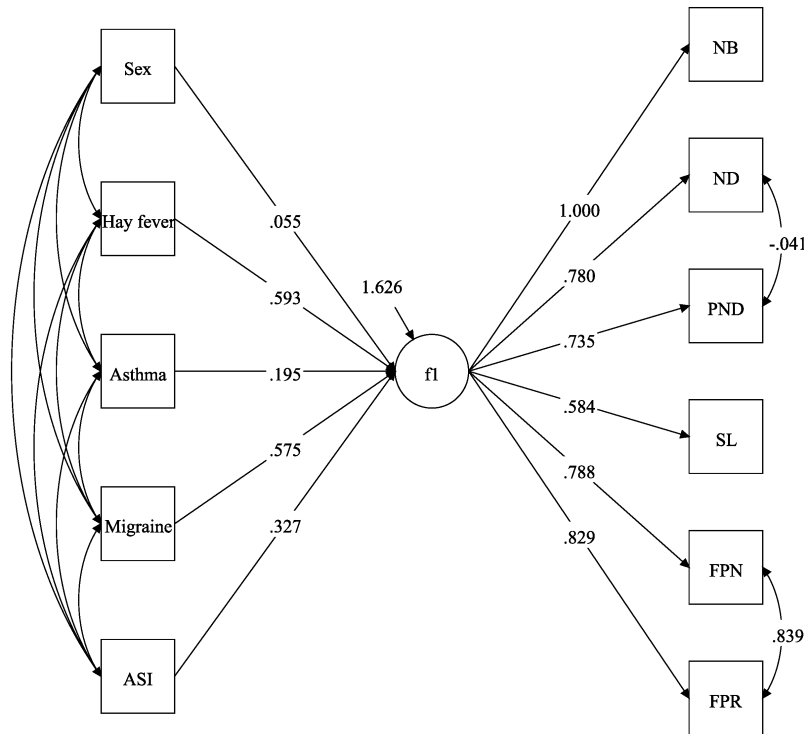 Sex
Hay fever
Asthma
Migraine
ASI
.055
.593
.195
.575
.327
1.626
f1
1.000
.780
.735
.584
.788
.829
NB
ND
PND
SL
FPN
FPR
-.041
.839